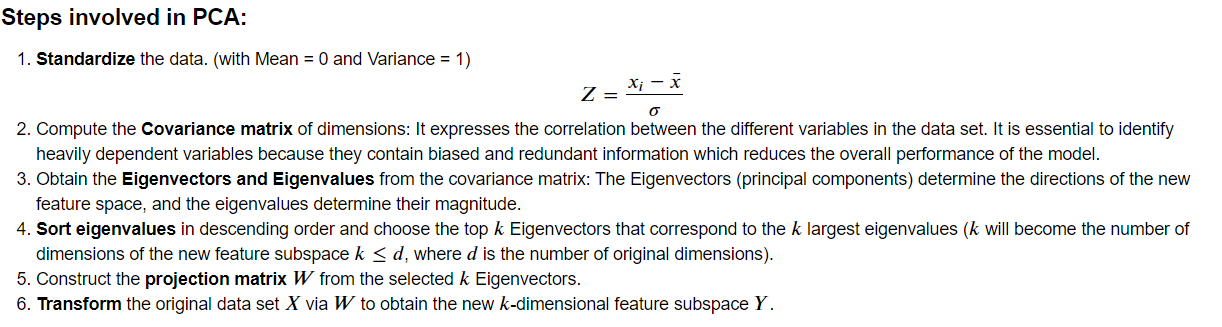 Steps involved in PCA:
1. Standardize the data. (with Mean = 0 and Variance = 1)
Z = (xᵢ − x̄) / σ
2. Compute the Covariance matrix of dimensions: It expresses the correlation between the different variables in the data set. It is essential to identify
heavily dependent variables because they contain biased and redundant information which reduces the overall performance of the model.
3. Obtain the Eigenvectors and Eigenvalues from the covariance matrix: The Eigenvectors (principal components) determine the directions of the new
feature space, and the eigenvalues determine their magnitude.
4. Sort eigenvalues in descending order and choose the top k Eigenvectors that correspond to the k largest eigenvalues (k will become the number of
dimensions of the new feature subspace k ≤ d, where d is the number of original dimensions).
5. Construct the projection matrix W from the selected k Eigenvectors.
6. Transform the original data set X via W to obtain the new k-dimensional feature subspace Y.